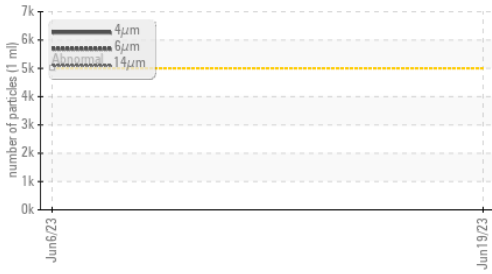 7k
6k
5k
4k
3k
2k
1k
0k
number of particles (1 ml)
4μm
6μm
Abnormal
14μm
Jun6/23
Jun19/23